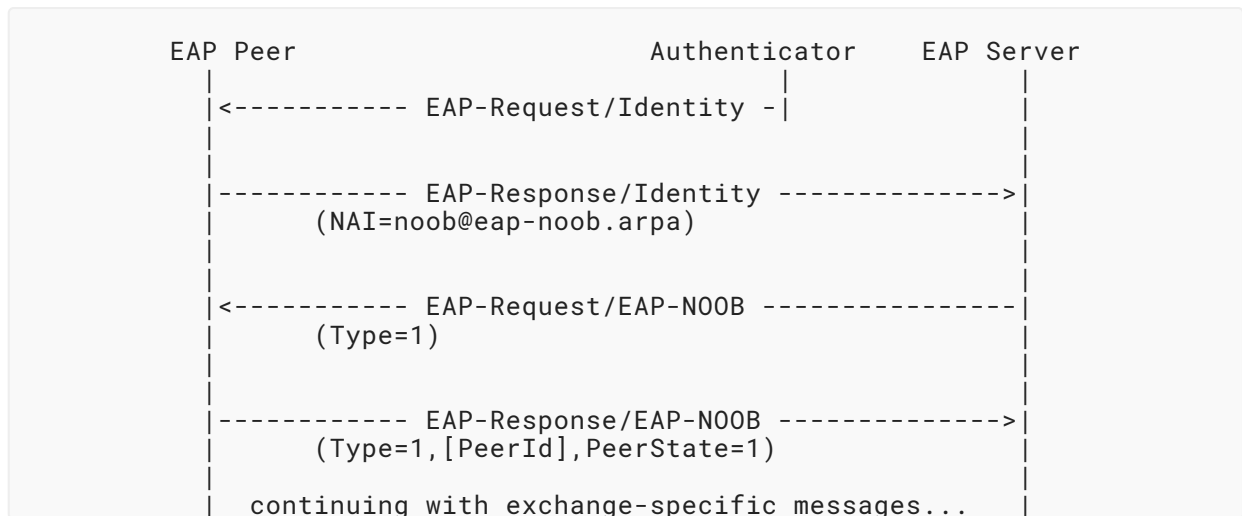 EAP Peer                     Authenticator    EAP Server
|                                   |              |
|<----------- EAP-Request/Identity -|              |
|                                                  |
|                                                  |
|------------ EAP-Response/Identity -------------->|
|      (NAI=noob@eap-noob.arpa)                    |
|                                                  |
|                                                  |
|<----------- EAP-Request/EAP-NOOB ----------------|
|      (Type=1)                                    |
|                                                  |
|                                                  |
|------------ EAP-Response/EAP-NOOB -------------->|
|      (Type=1,[PeerId],PeerState=1)               |
|                                                  |
|  continuing with exchange-specific messages...   |